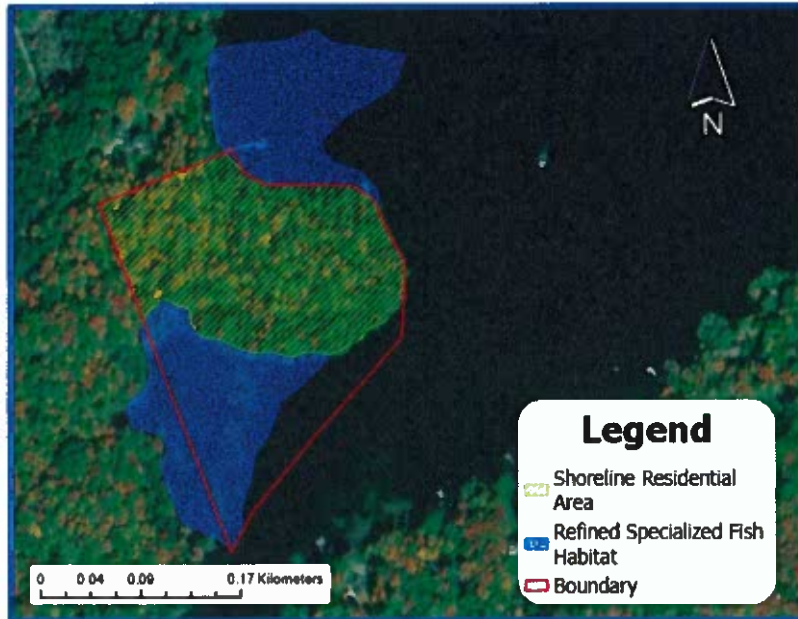 N
Legend
Shoreline Residential
Area
Refined Specialized Fish
Habitat
Boundary
0 0.04 0.09 0.17 Kilometers